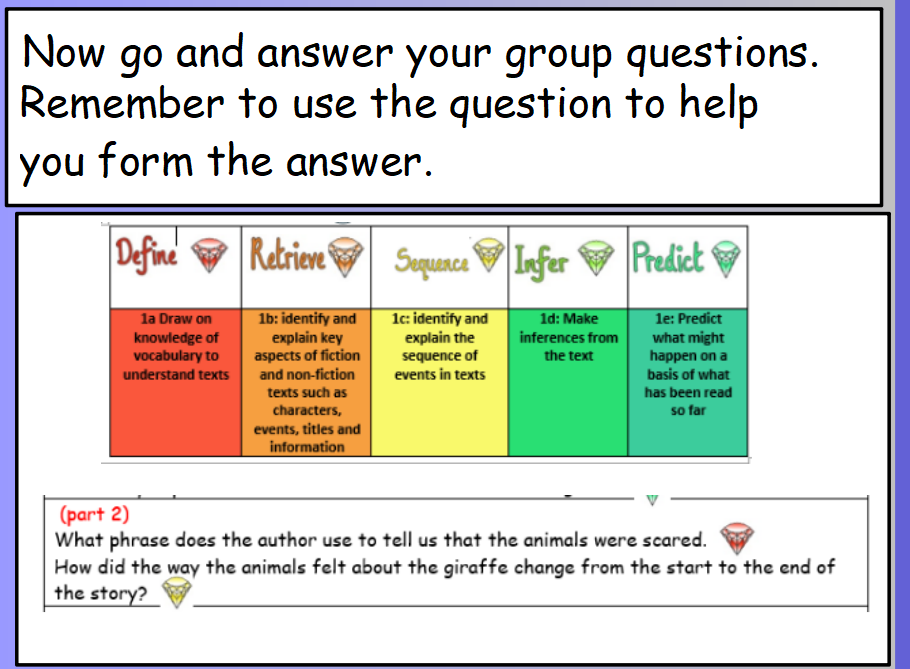 Now go and answer your group questions.
Remember to use the question to help
you form the answer.
Define
Retrieve
Sequence
Infer
Predict
1a Draw on
knowledge of
vocabulary to
understand texts
1b: identify and
explain key
aspects of fiction
and non-fiction
texts such as
characters,
events, titles and
information
1c: identify and
explain the
sequence of
events in texts
1d: Make
inferences from
the text
1e: Predict
what might
happen on a
basis of what
has been read
so far
(part 2)
What phrase does the author use to tell us that the animals were scared.
How did the way the animals felt about the giraffe change from the start to the end of
the story?